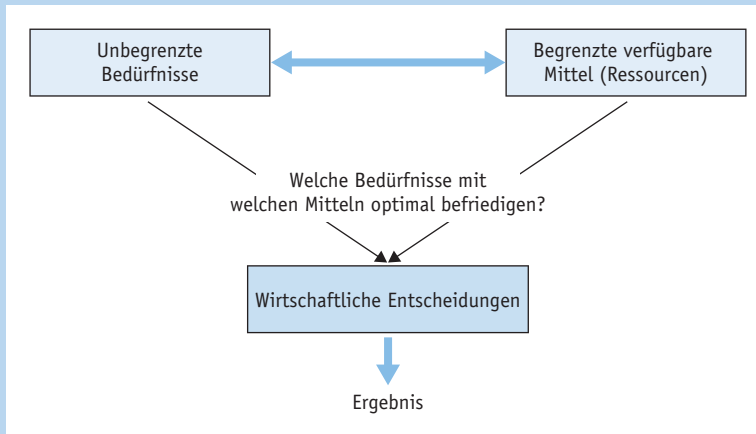 Unbegrenzte
Bedürfnisse
Begrenzte verfügbare
Mittel (Ressourcen)
Welche Bedürfnisse mit
welchen Mitteln optimal befriedigen?
Wirtschaftliche Entscheidungen
Ergebnis